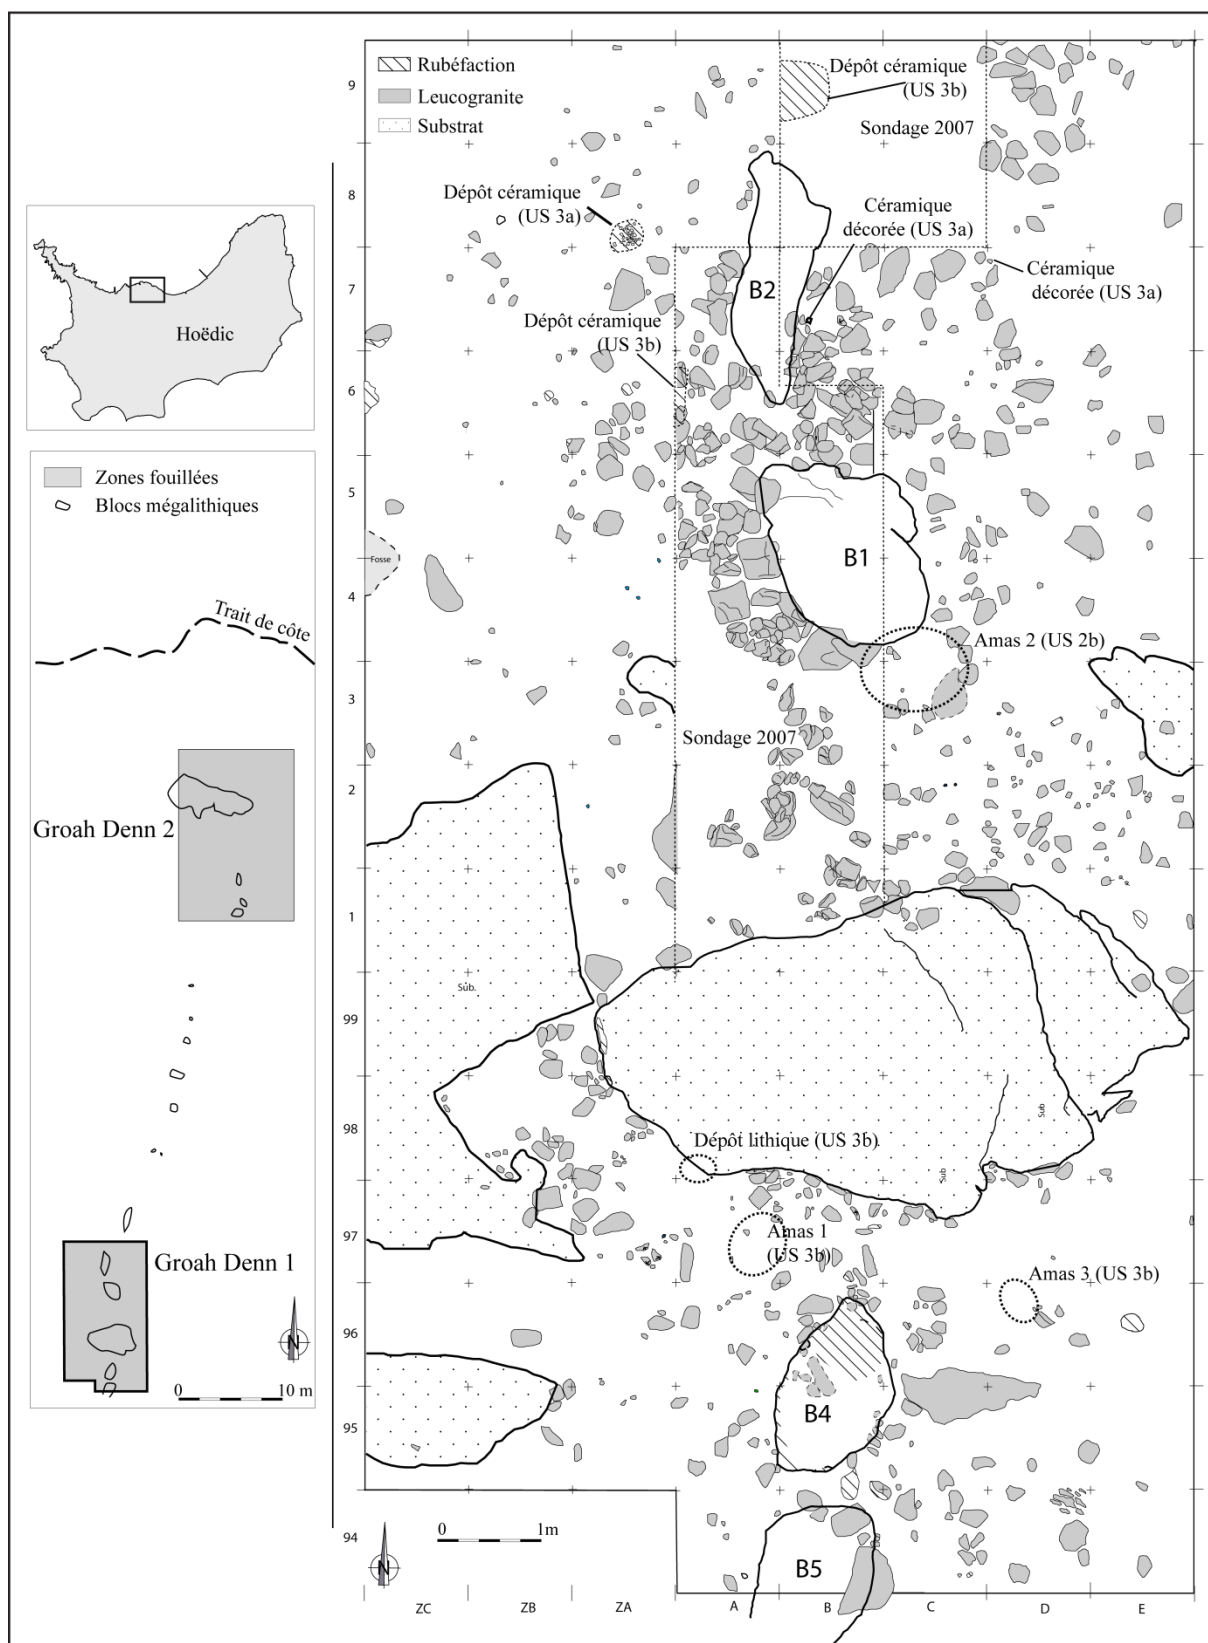 Rubéfaction
Leucogranite
Substrat
Dépôt céramique
(US 3b)
Sondage 2007
Dépôt céramique
(US 3a)
Céramique
décorée (US 3a)
Céramique
décorée (US 3a)
B2
Dépôt céramique
(US 3b)
B1
Fosse
Amas 2 (US 2b)
Sondage 2007
Sub.
Sub
Sub
Dépôt lithique (US 3b)
Amas 1
(US 3b)
Amas 3 (US 3b)
B4
B5
0 1m
N
9
8
7
6
5
4
3
2
1
99
98
97
96
95
94
ZC ZB ZA A B C D E
Hoëdic
Zones fouillées
Blocs mégalithiques
Trait de côte
Groah Denn 2
Groah Denn 1
N
0 10 m